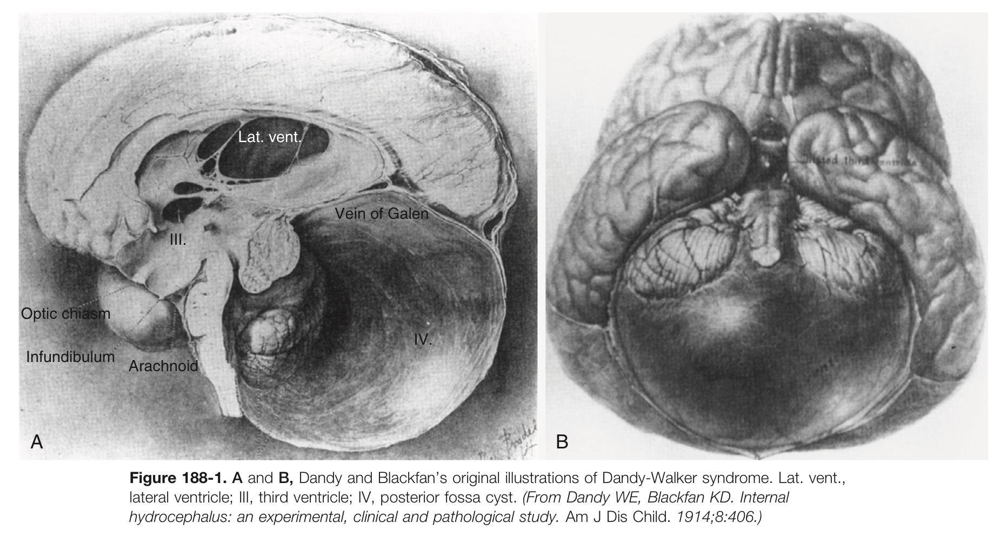 Lat. vent.
Vein of Galen
III.
Optic chiasm
IV.
Infundibulum
Arachnoid
A
B
Figure 188-1. A and B, Dandy and Blackfan’s original illustrations of Dandy-Walker syndrome. Lat. vent.,
lateral ventricle; III, third ventricle; IV, posterior fossa cyst. (From Dandy WE, Blackfan KD. Internal
hydrocephalus: an experimental, clinical and pathological study. Am J Dis Child. 1914;8:406.)